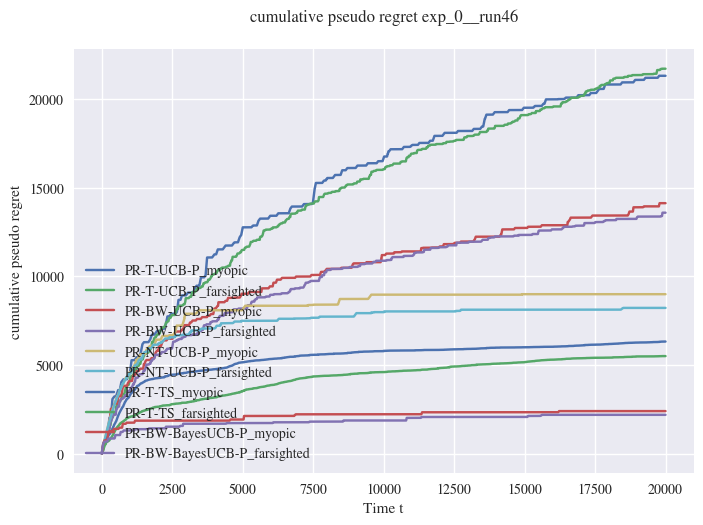 cumulative pseudo regret exp_0__run46
cumulative pseudo regret
20000
15000
10000
5000
0
PR-T-UCB-P_myopic
PR-T-UCB-P_farsighted
PR-BW-UCB-P_myopic
PR-BW-UCB-P_farsighted
PR-NT-UCB-P_myopic
PR-NT-UCB-P_farsighted
PR-T-TS_myopic
PR-T-TS_farsighted
PR-BW-BayesUCB-P_myopic
PR-BW-BayesUCB-P_farsighted
0 2500 5000 7500 10000 12500 15000 17500 20000
Time t